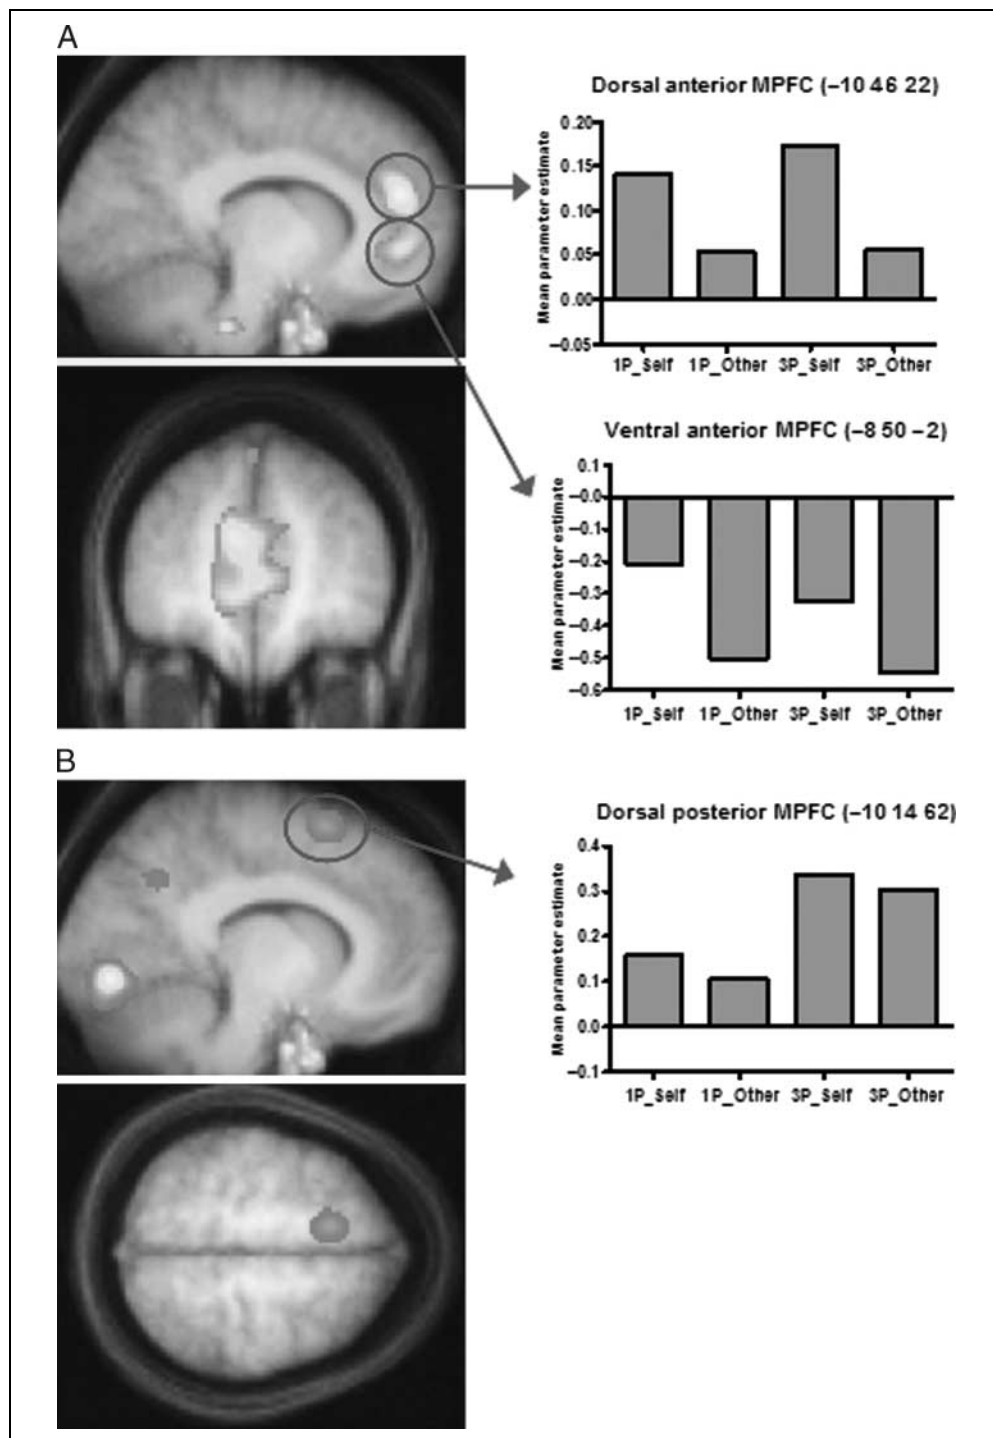 A
Dorsal anterior MPFC (−10 46 22)
Mean parameter estimate
0.20
0.15
0.10
0.05
0.00
−0.05
1P_Self 1P_Other 3P_Self 3P_Other
Ventral anterior MPFC (−8 50 −2)
Mean parameter estimate
0.1
−0.0
−0.1
−0.2
−0.3
−0.4
−0.5
−0.6
1P_Self 1P_Other 3P_Self 3P_Other
B
Dorsal posterior MPFC (−10 14 62)
Mean parameter estimate
0.4
0.3
0.2
0.1
0.0
−0.1
1P_Self 1P_Other 3P_Self 3P_Other